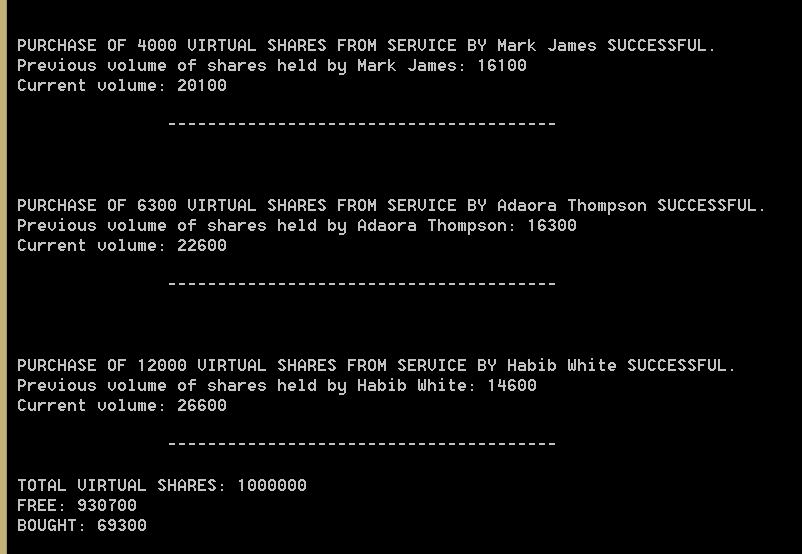 PURCHASE OF 4000 VIRTUAL SHARES FROM SERVICE BY Mark James SUCCESSFUL.
Previous volume of shares held by Mark James: 16100
Current volume: 20100
---------------------------------------
PURCHASE OF 6300 VIRTUAL SHARES FROM SERVICE BY Adaora Thompson SUCCESSFUL.
Previous volume of shares held by Adaora Thompson: 16300
Current volume: 22600
---------------------------------------
PURCHASE OF 12000 VIRTUAL SHARES FROM SERVICE BY Habib White SUCCESSFUL.
Previous volume of shares held by Habib White: 14600
Current volume: 26600
---------------------------------------
TOTAL VIRTUAL SHARES: 1000000
FREE: 930700
BOUGHT: 69300